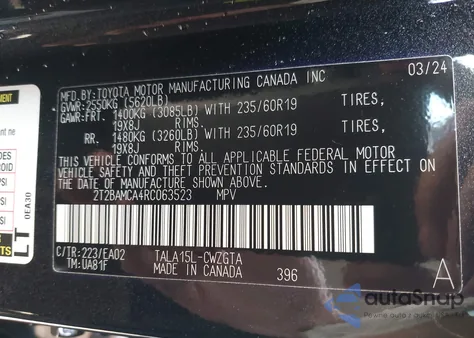 MFD.BY:TOYOTA MOTOR MANUFACTURING CANADA INC
GVWR:2550KG (5620LB) 03/24
GAWR:FRT. 1400KG (3085LB) WITH 235/60R19 TIRES,
19X8J RIMS,
RR. 1480KG (3260LB) WITH 235/60R19 TIRES,
19X8J RIMS.
THIS VEHICLE CONFORMS TO ALL APPLICABLE FEDERAL MOTOR
VEHICLE SAFETY AND THEFT PREVENTION STANDARDS IN EFFECT ON
THE DATE OF MANUFACTURE SHOWN ABOVE.
2T2BAMCA4RC063523 MPV
C/TR:223/EA02 TALA15L-CWZGTA
TM:UA81F MADE IN CANADA 396 A
LT
0EA30
autoSnap